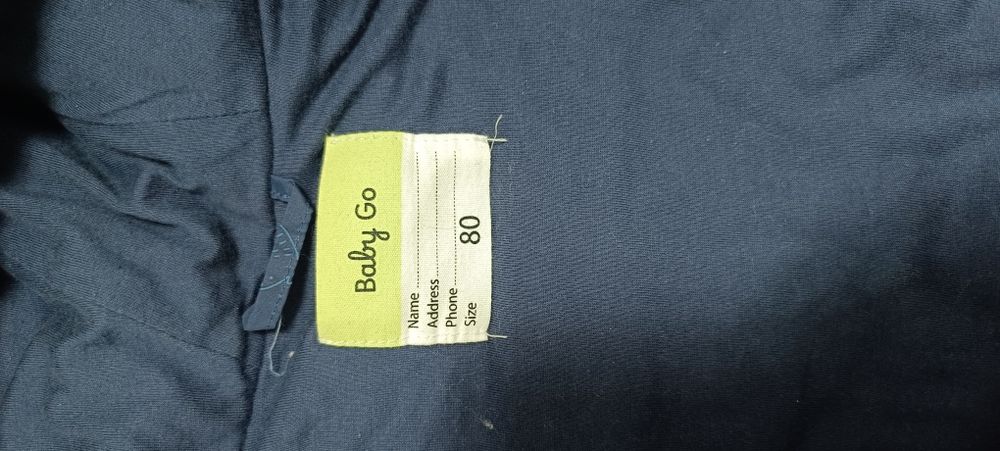 Baby Go
Name
Address
Phone
Size 80